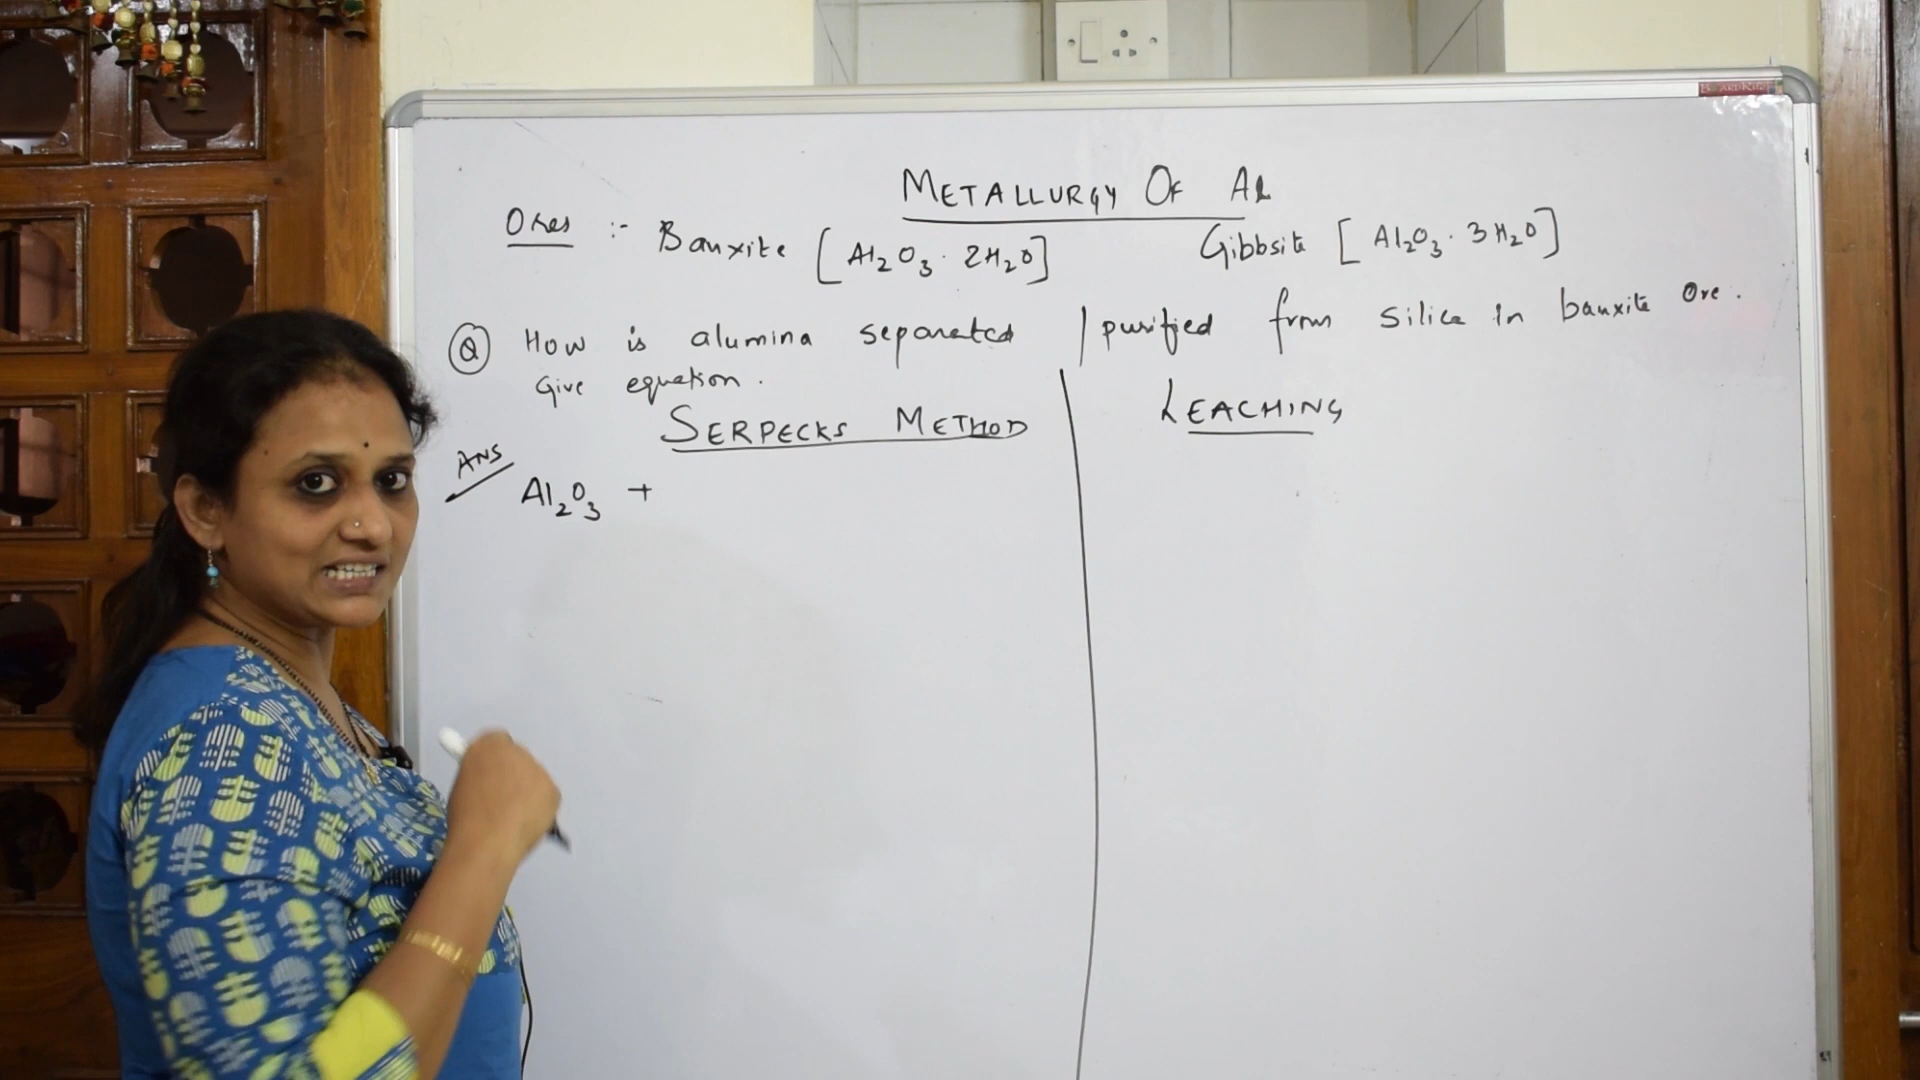 METALLURGY OF Al
Ores :- Bauxite [Al₂O₃·2H₂O] Gibbsite [Al₂O₃·3H₂O]
Q How is alumina separated / purified from silica in bauxite ore.
Give equation.
SERPECKS METHOD
LEACHING
ANS
Al₂O₃ +